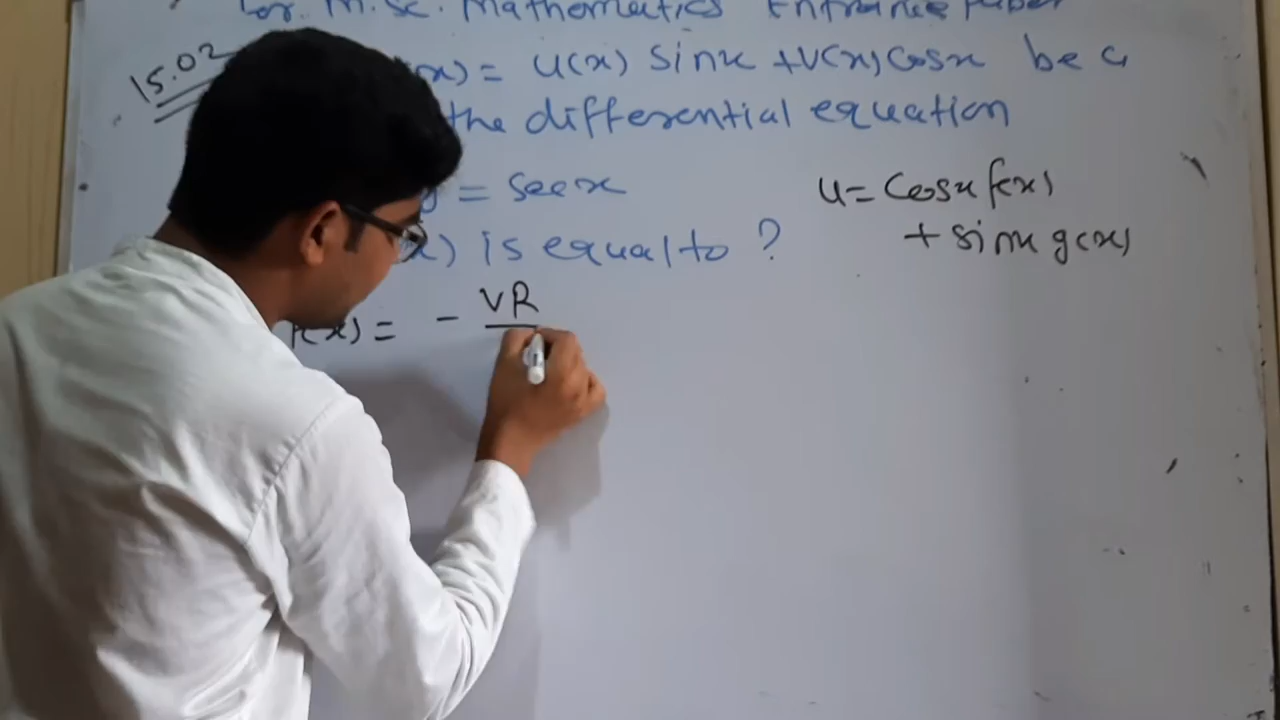 for M.Sc. Mathematics Entrance Paper
15.02 (x) = u(x) sinx + v(x) cosx be a
the differential equation
y = secx
u = cosx f(x)
+ sinx g(x)
x) is equal to ?
f(x) = - VR